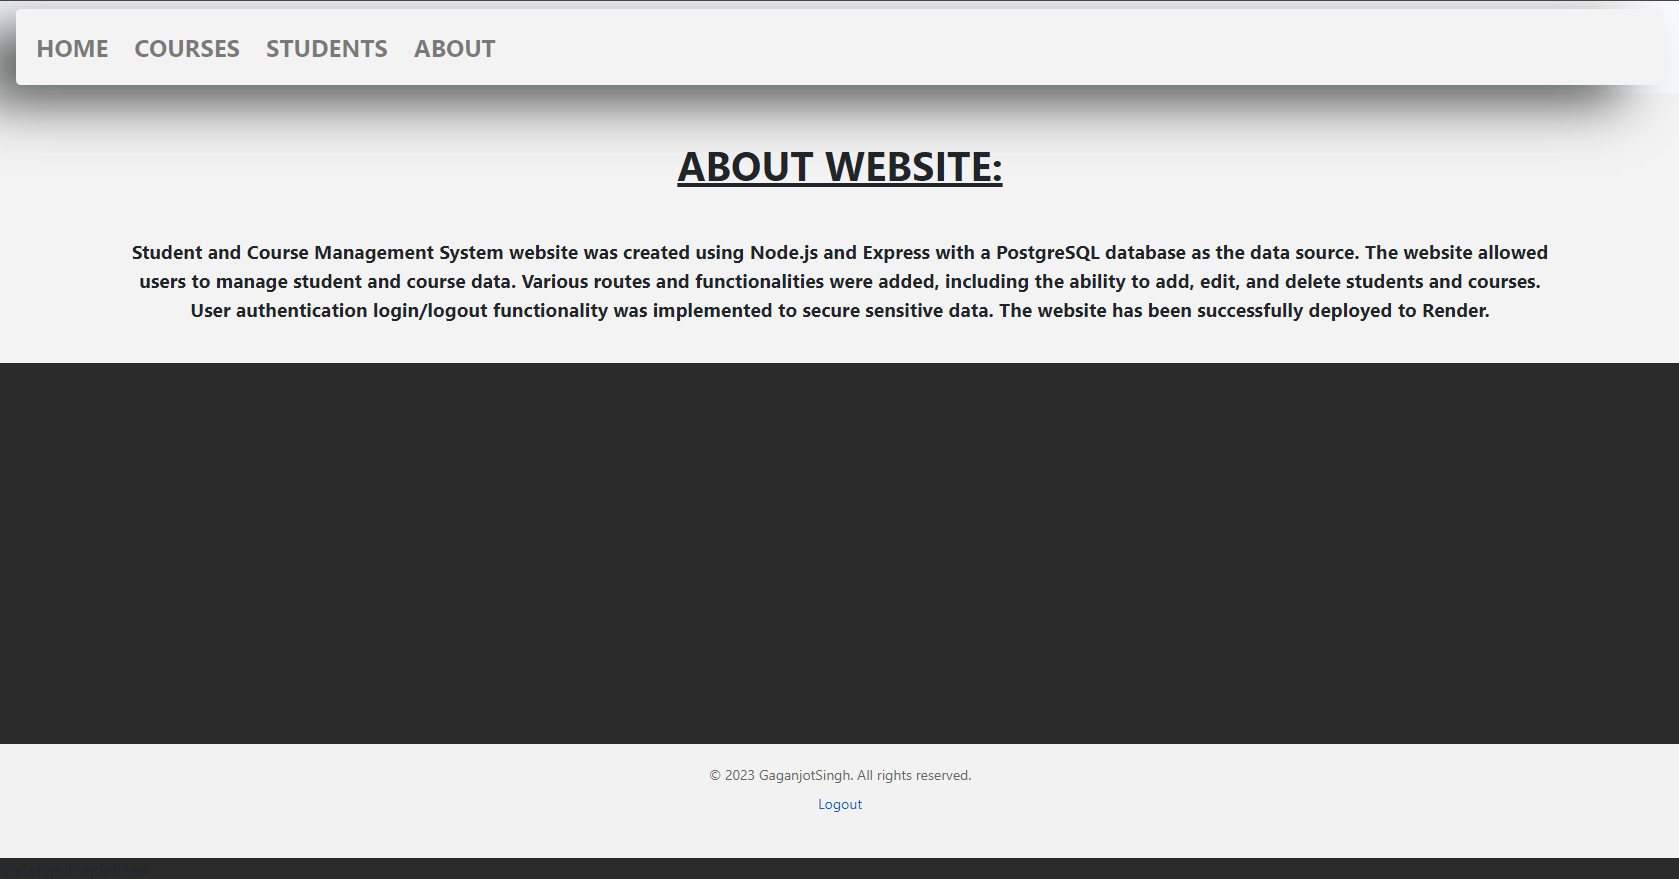 HOME COURSES STUDENTS ABOUT
ABOUT WEBSITE:
Student and Course Management System website was created using Node.js and Express with a PostgreSQL database as the data source. The website allowed
users to manage student and course data. Various routes and functionalities were added, including the ability to add, edit, and delete students and courses.
User authentication login/logout functionality was implemented to secure sensitive data. The website has been successfully deployed to Render.
© 2023 GaganjotSingh. All rights reserved.
Logout